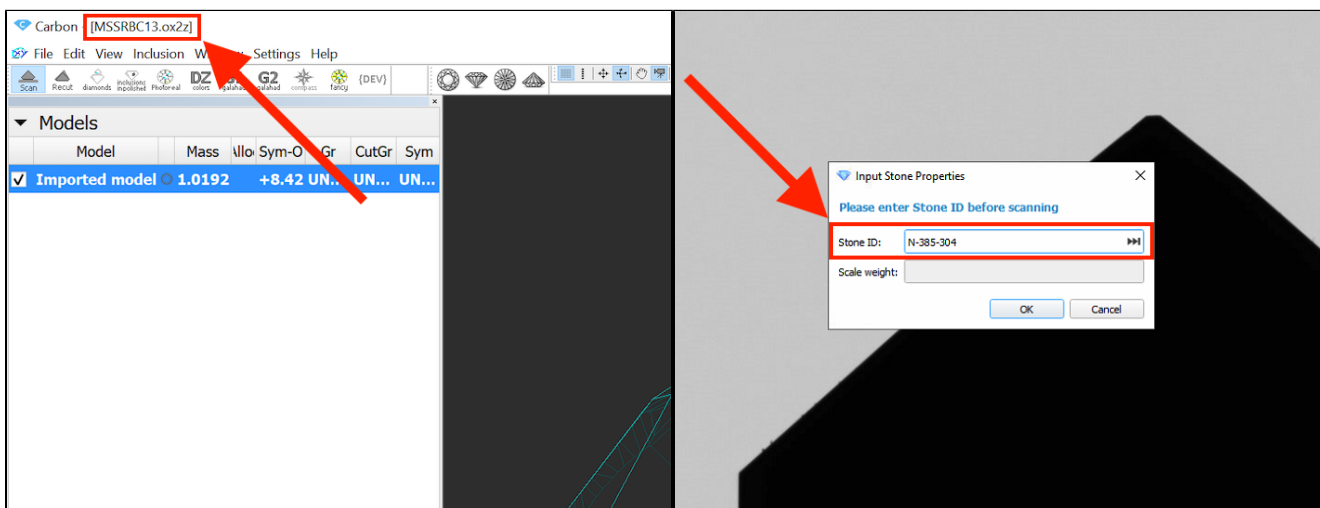 Carbon - [MSSRBC13.ox2z]
File Edit View Inclusion Settings Help
Scan Recut diamonds inclusions inpolished Photoreal DZ colors G2 galahad compass fancy {DEV}
Models
Model Mass Sym-O Gr CutGr Sym
Imported model 1.0192 +8.42 UN... UN... UN...
Input Stone Properties
Please enter Stone ID before scanning
Stone ID: N-385-304
Scale weight:
OK Cancel